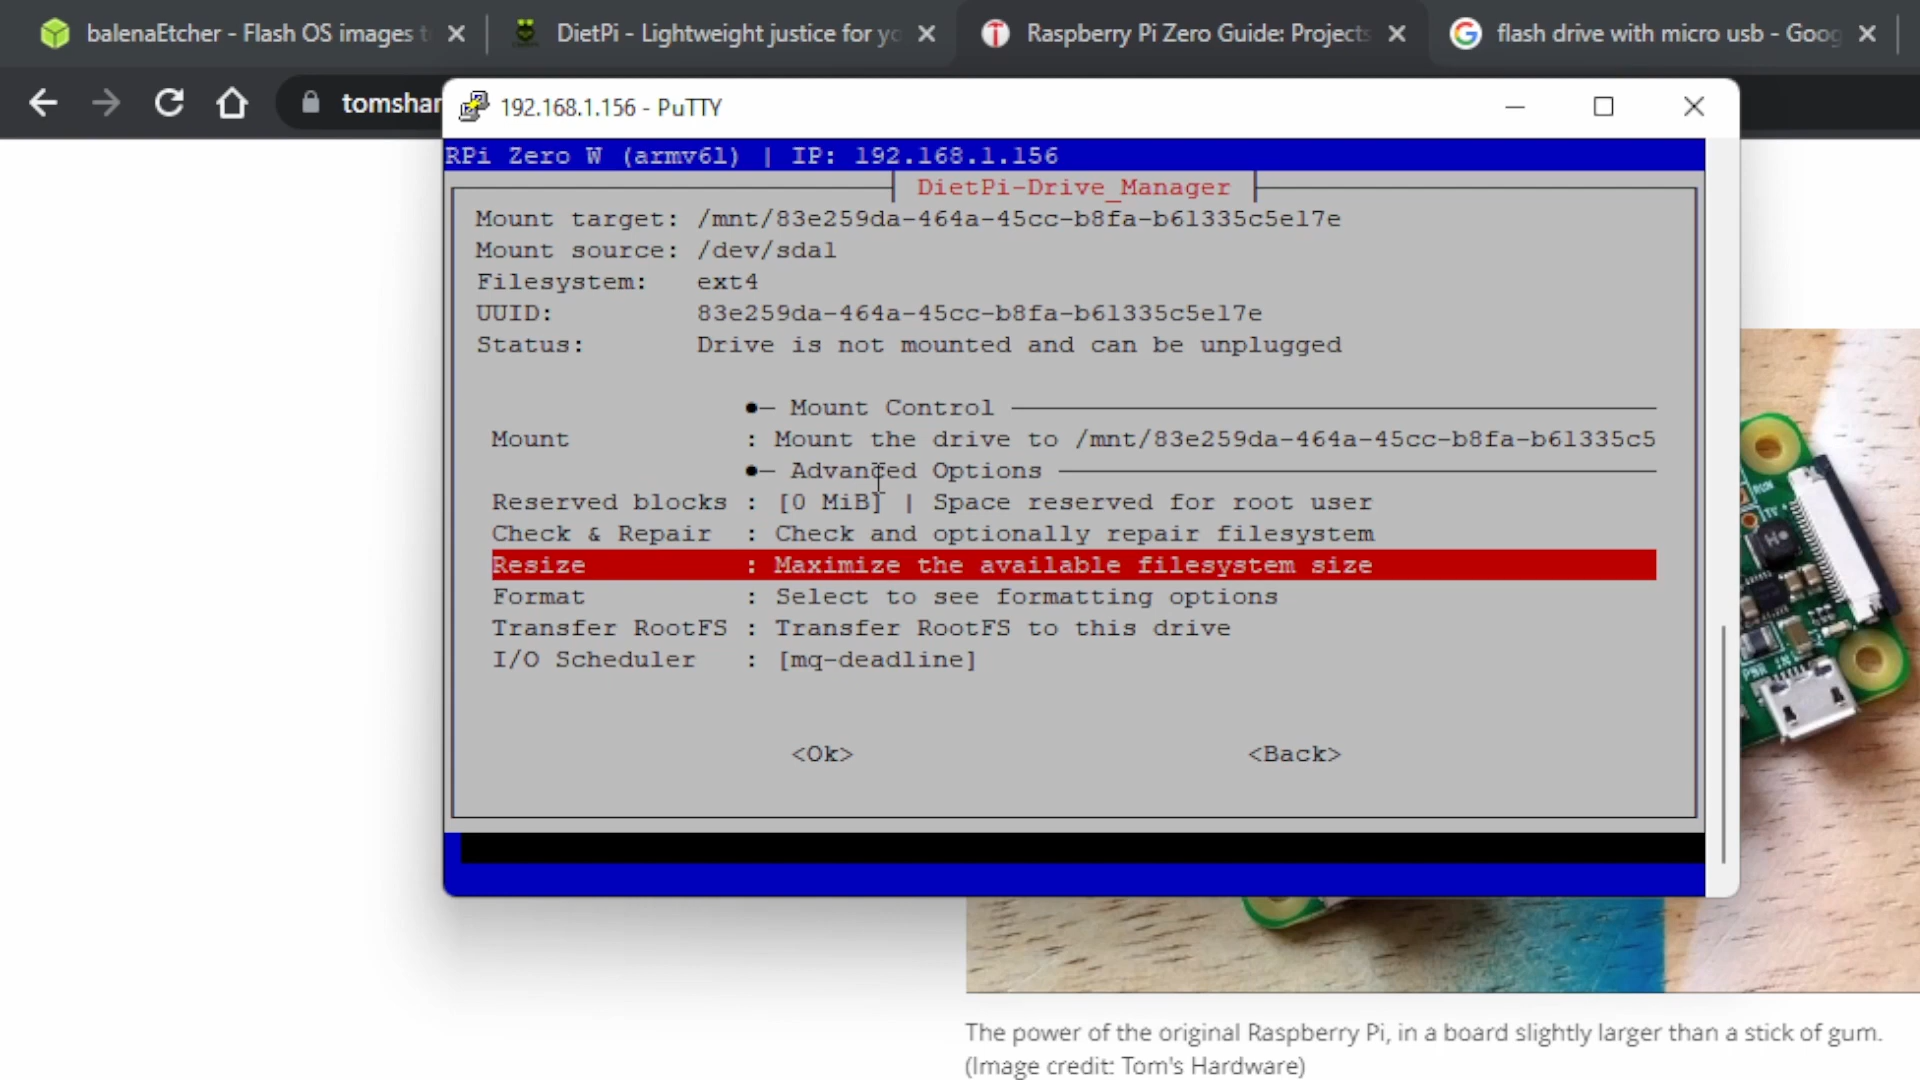 balenaEtcher - Flash OS images t
DietPi - Lightweight justice for yo
Raspberry Pi Zero Guide: Projects
flash drive with micro usb - Goog
tomshar
192.168.1.156 - PuTTY
RPi Zero W (armv6l) | IP: 192.168.1.156
DietPi-Drive_Manager
Mount target: /mnt/83e259da-464a-45cc-b8fa-b61335c5e17e
Mount source: /dev/sda1
Filesystem: ext4
UUID: 83e259da-464a-45cc-b8fa-b61335c5e17e
Status: Drive is not mounted and can be unplugged
●─ Mount Control
Mount : Mount the drive to /mnt/83e259da-464a-45cc-b8fa-b61335c5
●─ Advanced Options
Reserved blocks : [0 MiB] | Space reserved for root user
Check & Repair : Check and optionally repair filesystem
Resize : Maximize the available filesystem size
Format : Select to see formatting options
Transfer RootFS : Transfer RootFS to this drive
I/O Scheduler : [mq-deadline]
<Ok> <Back>
The power of the original Raspberry Pi, in a board slightly larger than a stick of gum.
(Image credit: Tom's Hardware)